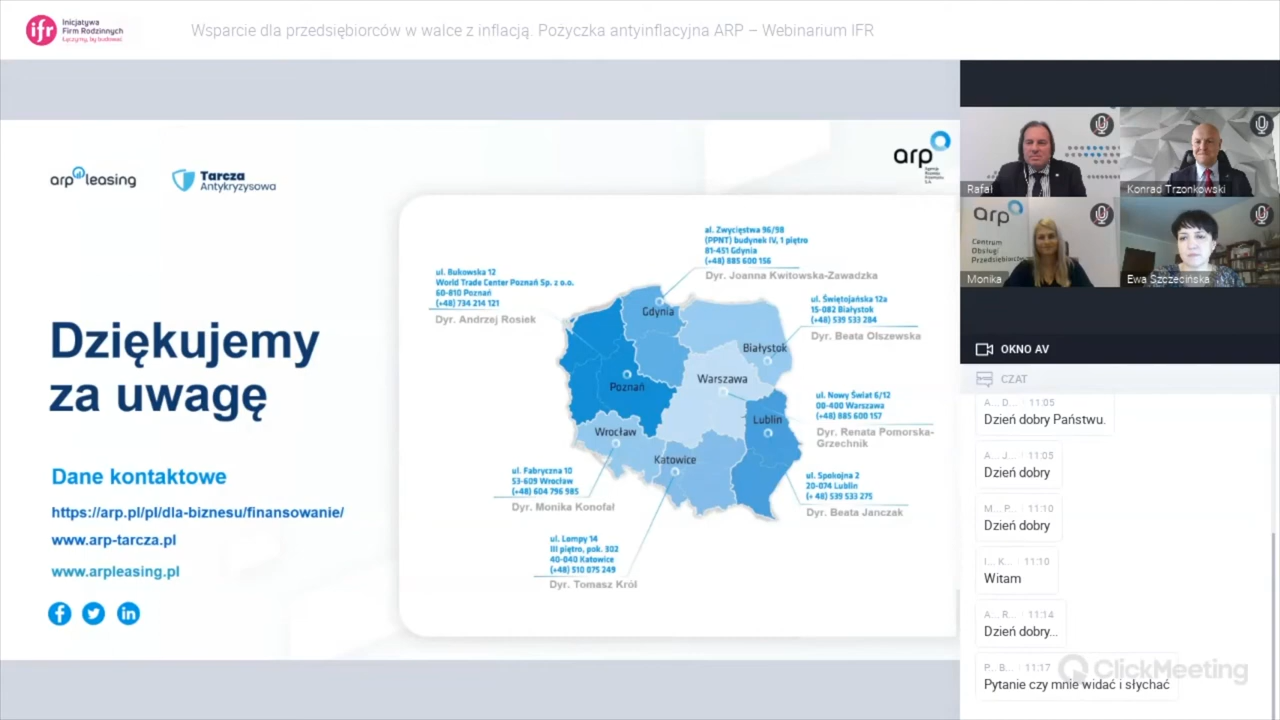 ifr
Inicjatywa
Firm Rodzinnych
Łączymy, by budować
Wsparcie dla przedsiębiorców w walce z inflacją. Pożyczka antyinflacyjna ARP – Webinarium IFR
arp leasing
Tarcza
Antykryzysowa
arp
Dziękujemy
za uwagę
Dane kontaktowe
https://arp.pl/pl/dla-biznesu/finansowanie/
www.arp-tarcza.pl
www.arpleasing.pl
al. Zwycięstwa 96/98
(PPNT) budynek IV, 1 piętro
81-451 Gdynia
(+48) 885 600 156
Dyr. Joanna Kwitowska-Zawadzka
ul. Bukowska 12
World Trade Center Poznań Sp. z o.o.
60-810 Poznań
(+48) 734 214 121
Dyr. Andrzej Rosiek
ul. Świętojańska 12a
15-082 Białystok
(+48) 539 533 284
Dyr. Beata Olszewska
ul. Nowy Świat 6/12
00-400 Warszawa
(+48) 885 600 157
Dyr. Renata Pomorska-
Grzechnik
ul. Spokojna 2
20-074 Lublin
(+ 48) 539 533 275
Dyr. Beata Janczak
ul. Fabryczna 10
53-609 Wrocław
(+48) 604 796 985
Dyr. Monika Konofał
ul. Lompy 14
III piętro, pok. 302
40-040 Katowice
(+48) 510 075 249
Dyr. Tomasz Król
Gdynia
Białystok
Warszawa
Poznań
Lublin
Wrocław
Katowice
Rafał
Konrad Trzonkowski
arp
Centrum
Obsługi
Przedsiębiorców
Monika
Ewa Szczecińska
OKNO AV
CZAT
A... D... 11:05
Dzień dobry Państwu.
A... J... 11:05
Dzień dobry
M... P... 11:10
Dzień dobry
I... K... 11:10
Witam
A... R... 11:14
Dzień dobry...
P... B... 11:17
Pytanie czy mnie widać i słychać
ClickMeeting